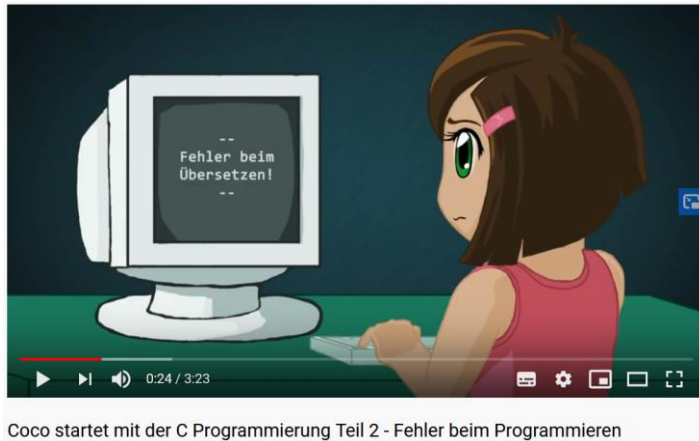 --
Fehler beim
Übersetzen!
--
0:24 / 3:23
Coco startet mit der C Programmierung Teil 2 - Fehler beim Programmieren